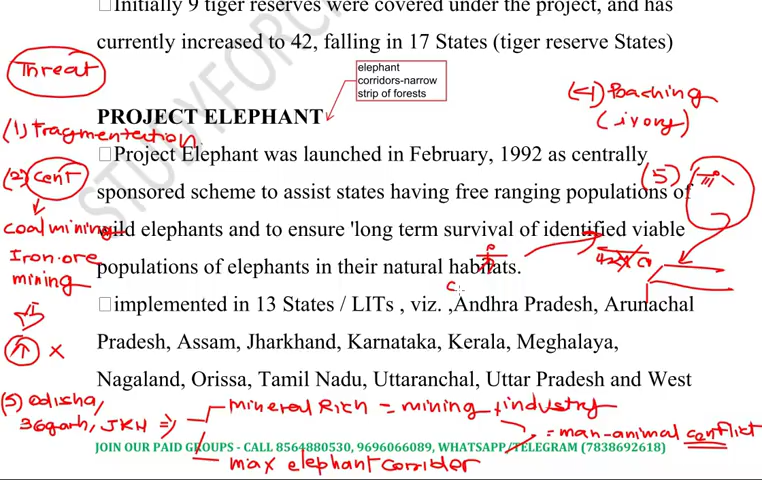 Initially 9 tiger reserves were covered under the project, and has
currently increased to 42, falling in 17 States (tiger reserve States)
Threat
elephant
corridors-narrow
strip of forests
(4) Poaching
(ivory)
PROJECT ELEPHANT
(1) Fragmentection
Project Elephant was launched in February, 1992 as centrally
(2) cent
(5)
sponsored scheme to assist states having free ranging populations of
coal mining
wild elephants and to ensure 'long term survival of identified viable
Iron.ore
mining
populations of elephants in their natural habitats.
implemented in 13 States / LITs , viz. ,Andhra Pradesh, Arunachal
Pradesh, Assam, Jharkhand, Karnataka, Kerala, Meghalaya,
Nagaland, Orissa, Tamil Nadu, Uttaranchal, Uttar Pradesh and West
(5) odisha,
36garh, JKH ⇒
mineral Rich = mining + industry
= man-animal conflict
JOIN OUR PAID GROUPS - CALL 8564880530, 9696066089, WHATSAPP/TELEGRAM (7838692618)
max elephant corrider
STUDYFORC